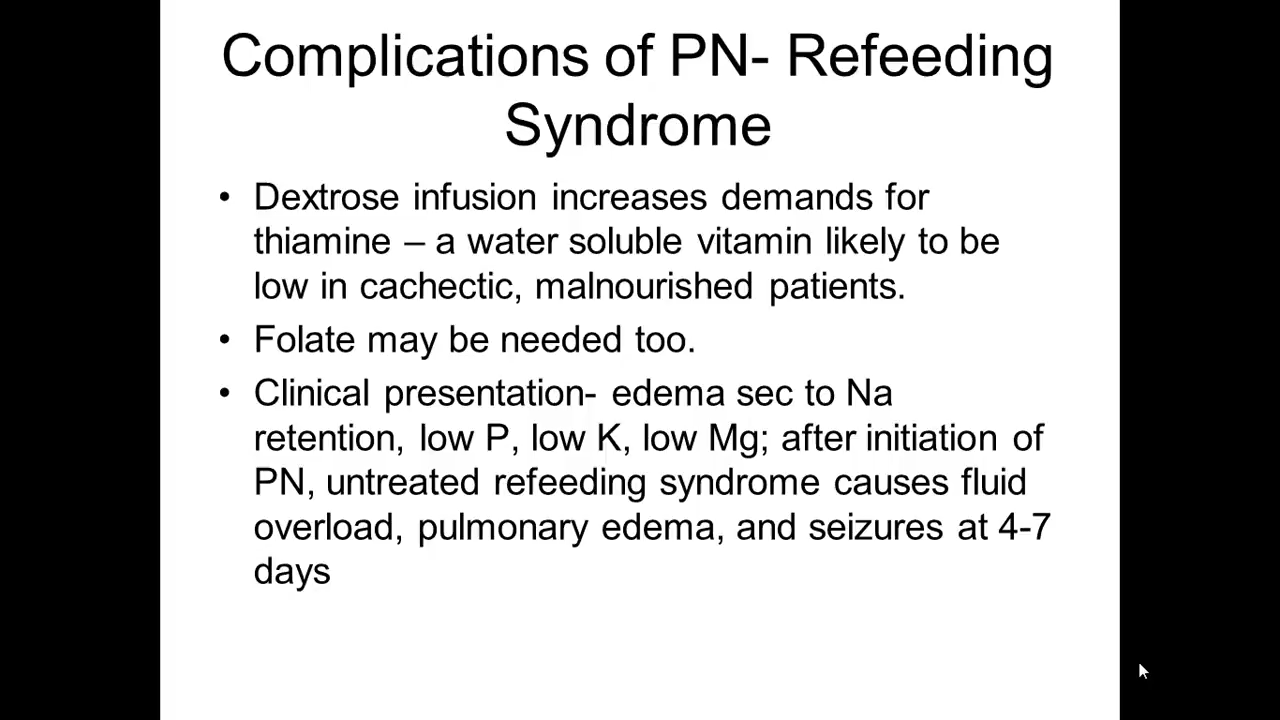 Complications of PN- Refeeding
Syndrome
• Dextrose infusion increases demands for
thiamine – a water soluble vitamin likely to be
low in cachectic, malnourished patients.
• Folate may be needed too.
• Clinical presentation- edema sec to Na
retention, low P, low K, low Mg; after initiation of
PN, untreated refeeding syndrome causes fluid
overload, pulmonary edema, and seizures at 4-7
days